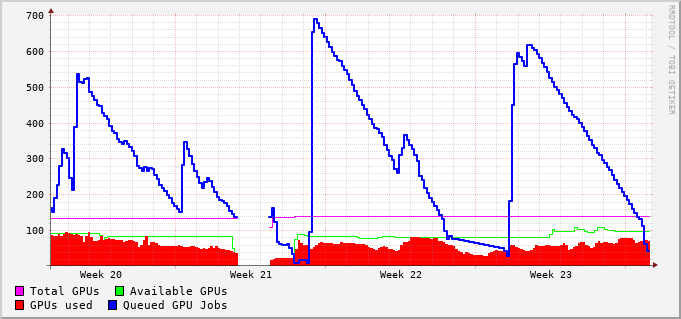 700
600
500
400
300
200
100
Week 20 Week 21 Week 22 Week 23
Total GPUs Available GPUs
GPUs used Queued GPU Jobs
RRDTOOL / TOBI OETIKER